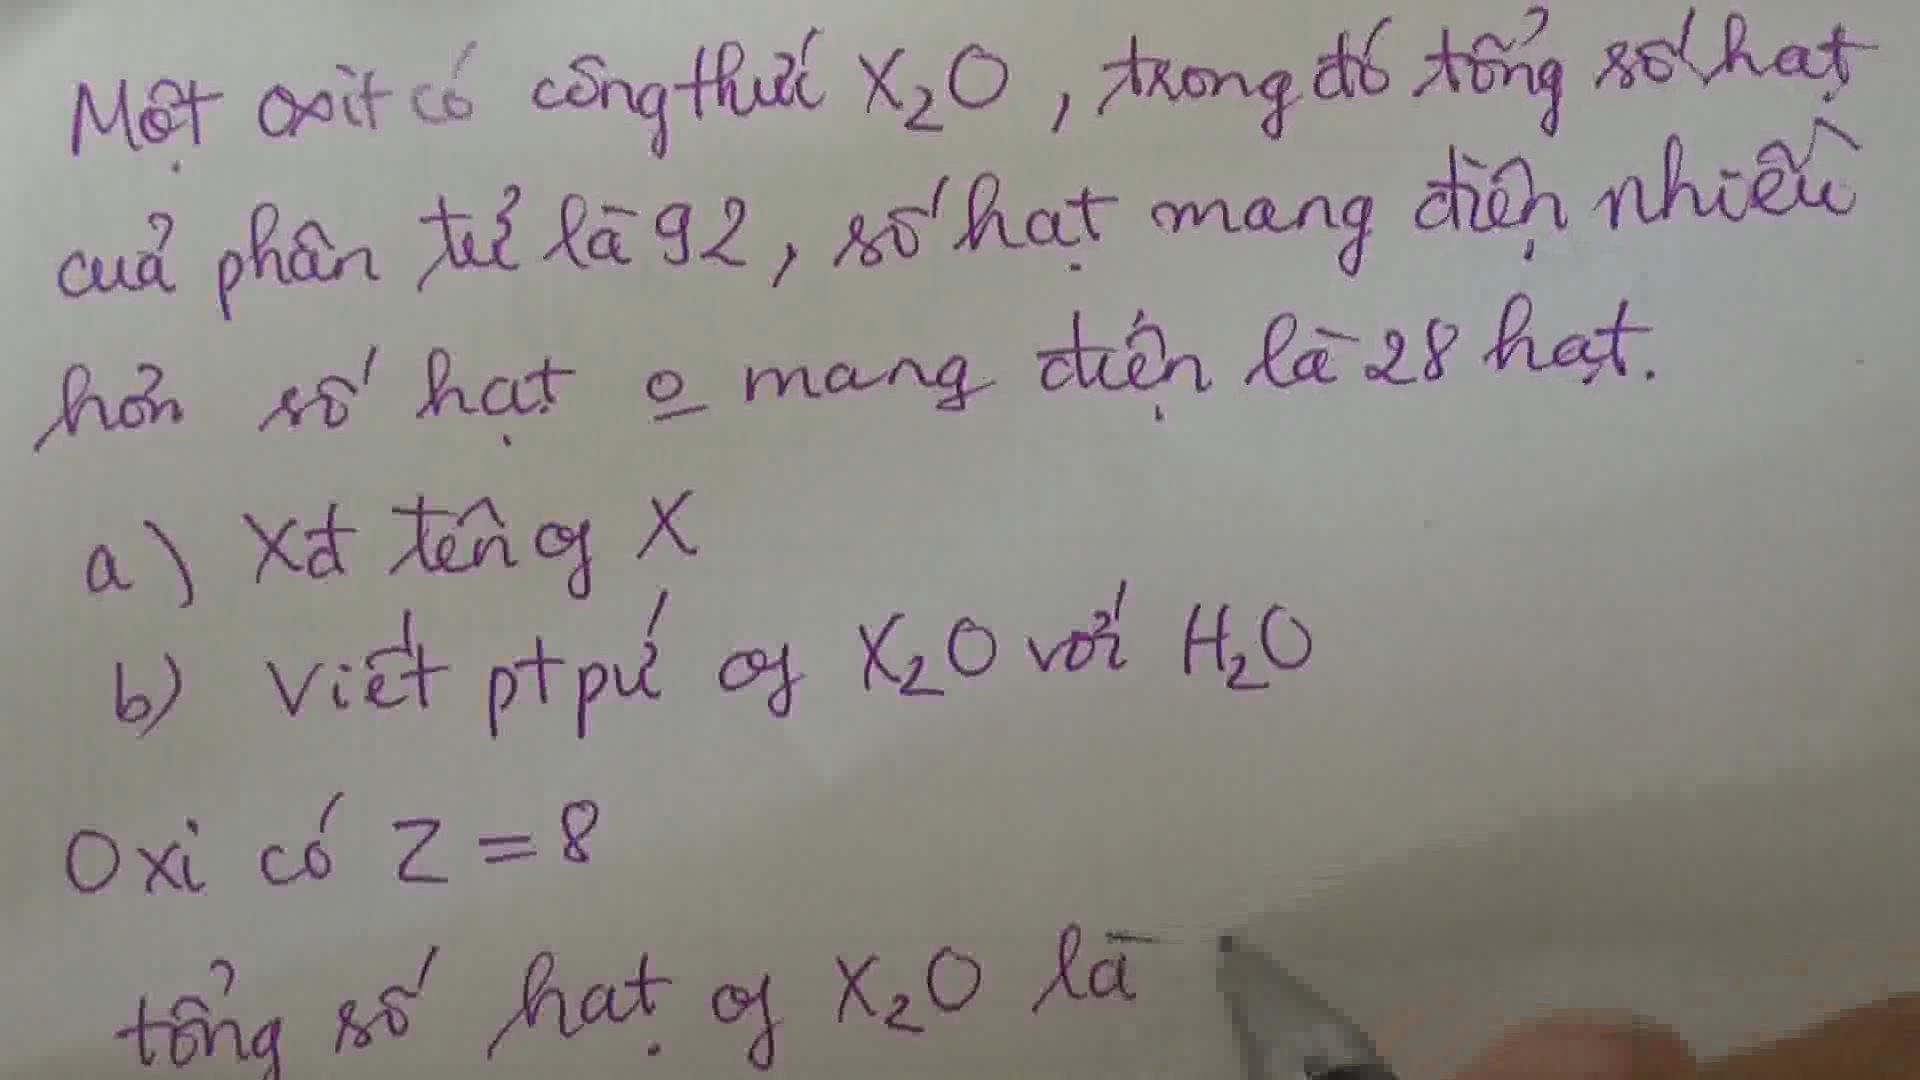 Một oxit có công thức X₂O, trong đó tổng số hạt
của phân tử là 92, số hạt mang điện nhiều
hơn số hạt o mang điện là 28 hạt.
a) Xđ tên of X
b) Viết ptpứ of X₂O với H₂O
Oxi có Z = 8
tổng số hạt of X₂O là